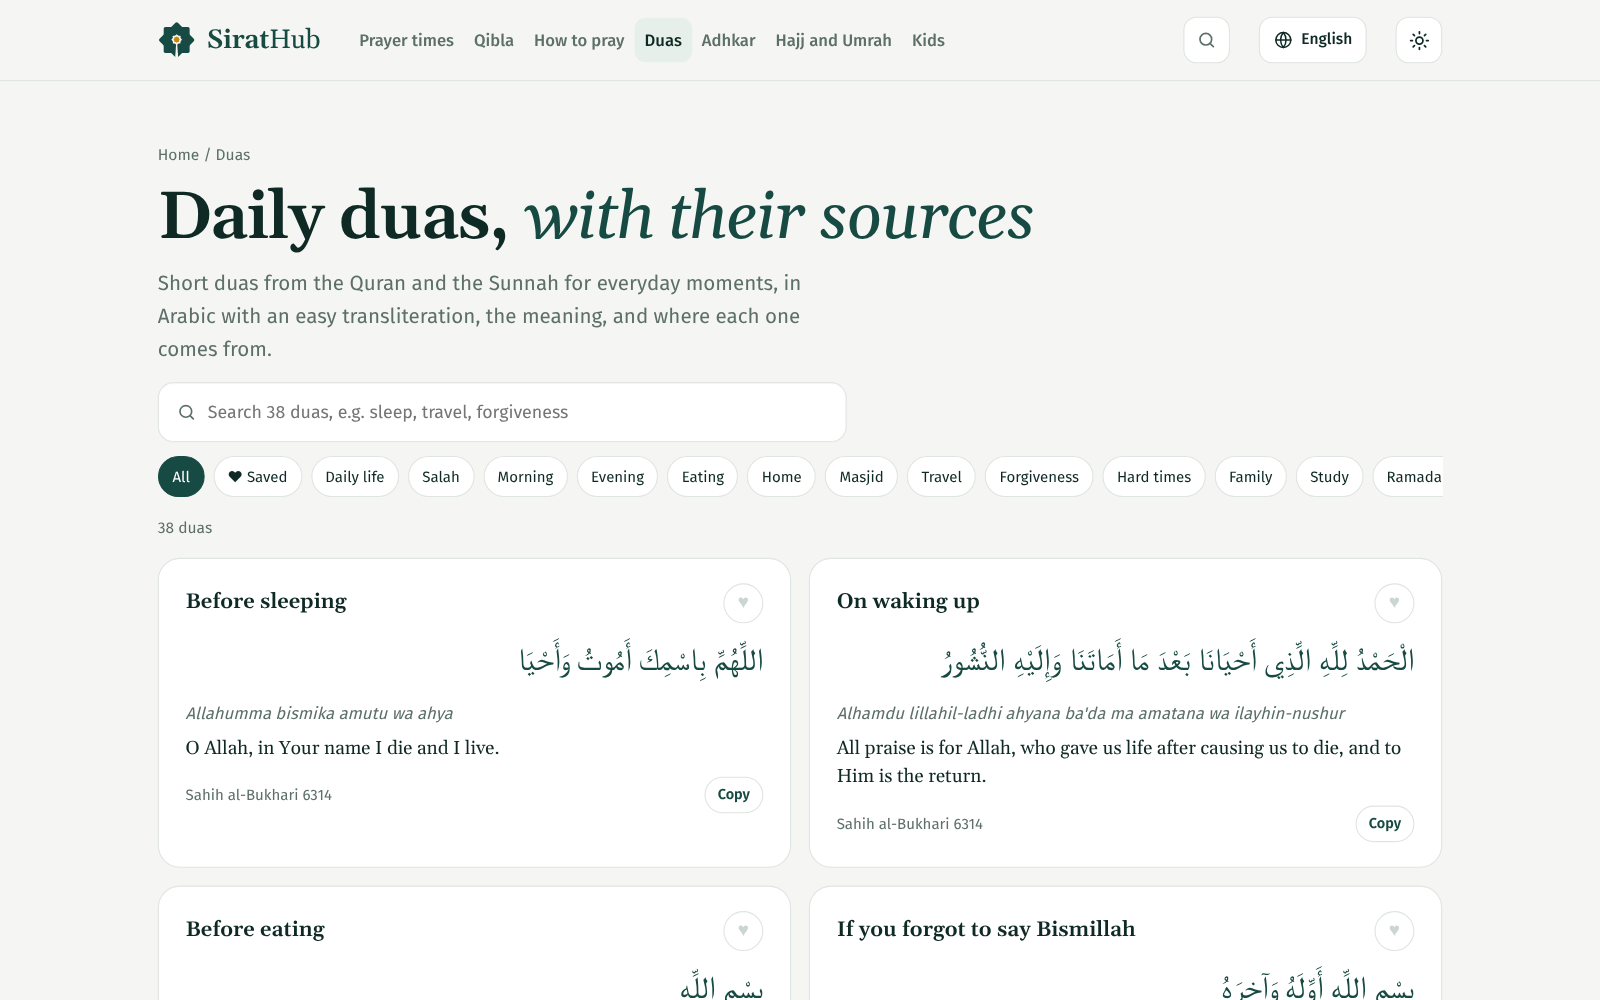 SiratHub
Prayer times
Qibla
How to pray
Duas
Adhkar
Hajj and Umrah
Kids
English
Home / Duas
Daily duas, with their sources
Short duas from the Quran and the Sunnah for everyday moments, in
Arabic with an easy transliteration, the meaning, and where each one
comes from.
Search 38 duas, e.g. sleep, travel, forgiveness
All
♥ Saved
Daily life
Salah
Morning
Evening
Eating
Home
Masjid
Travel
Forgiveness
Hard times
Family
Study
Ramada
38 duas
Before sleeping
اللَّهُمَّ بِاسْمِكَ أَمُوتُ وَأَحْيَا
Allahumma bismika amutu wa ahya
O Allah, in Your name I die and I live.
Sahih al-Bukhari 6314
Copy
On waking up
الْحَمْدُ لِلَّهِ الَّذِي أَحْيَانَا بَعْدَ مَا أَمَاتَنَا وَإِلَيْهِ النُّشُورُ
Alhamdu lillahil-ladhi ahyana ba'da ma amatana wa ilayhin-nushur
All praise is for Allah, who gave us life after causing us to die, and to
Him is the return.
Sahih al-Bukhari 6314
Copy
Before eating
بِسْمِ اللَّهِ
If you forgot to say Bismillah
بِسْمِ اللَّهِ أَوَّلَهُ وَآخِرَهُ